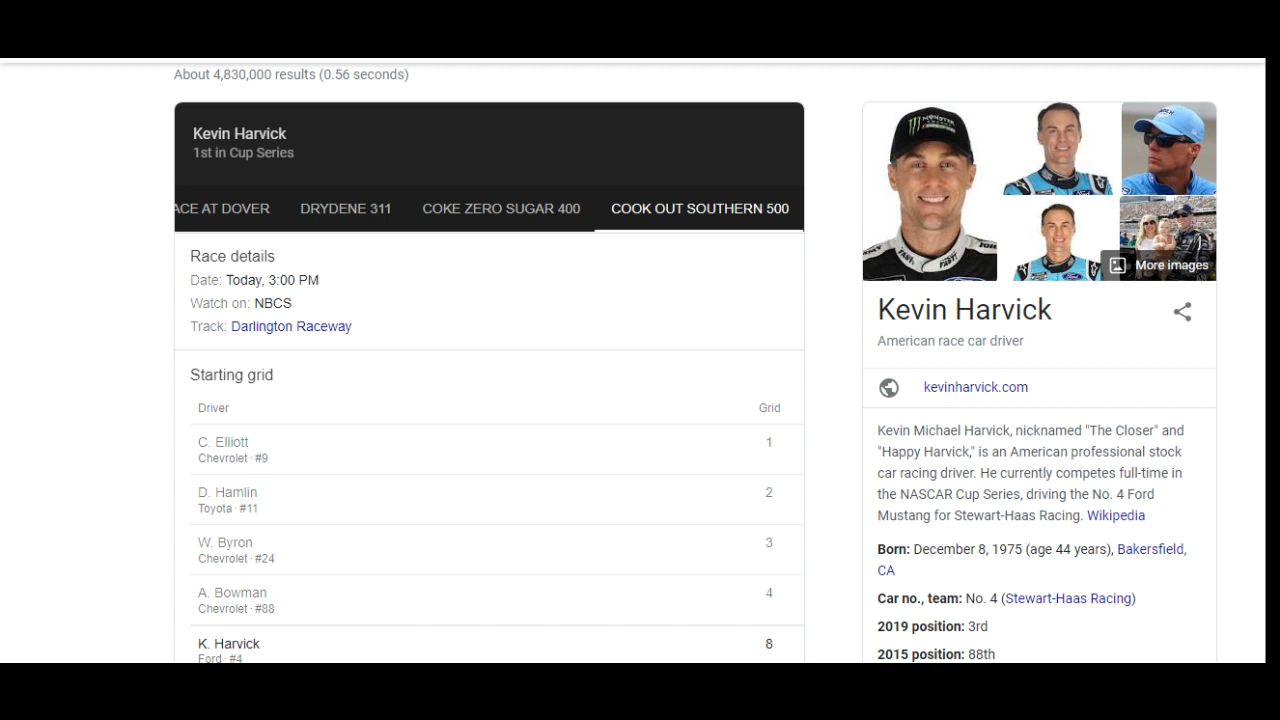 About 4,830,000 results (0.56 seconds)
Kevin Harvick
1st in Cup Series
ACE AT DOVER DRYDENE 311 COKE ZERO SUGAR 400 COOK OUT SOUTHERN 500
Race details
Date: Today, 3:00 PM
Watch on: NBCS
Track: Darlington Raceway
Starting grid
Driver Grid
C. Elliott 1
Chevrolet · #9
D. Hamlin 2
Toyota · #11
W. Byron 3
Chevrolet · #24
A. Bowman 4
Chevrolet · #88
K. Harvick 8
Ford · #4
MONSTER
More images
Kevin Harvick
American race car driver
kevinharvick.com
Kevin Michael Harvick, nicknamed "The Closer" and
"Happy Harvick," is an American professional stock
car racing driver. He currently competes full-time in
the NASCAR Cup Series, driving the No. 4 Ford
Mustang for Stewart-Haas Racing. Wikipedia
Born: December 8, 1975 (age 44 years), Bakersfield,
CA
Car no., team: No. 4 (Stewart-Haas Racing)
2019 position: 3rd
2015 position: 88th